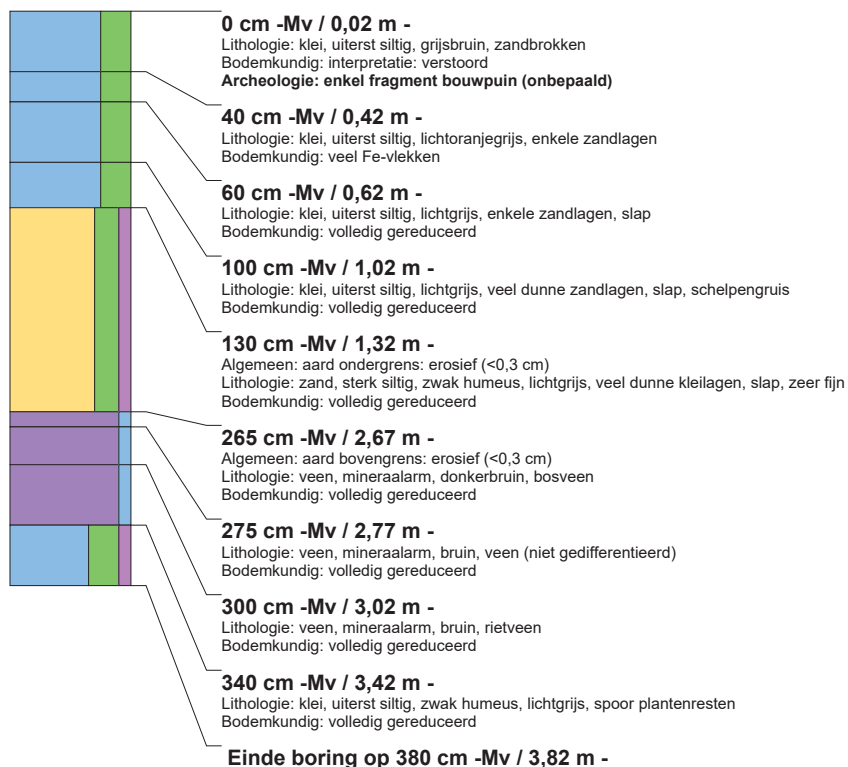 0 cm -Mv / 0,02 m -
Lithologie: klei, uiterst siltig, grijsbruin, zandbrokken
Bodemkundig: interpretatie: verstoord
Archeologie: enkel fragment bouwpuin (onbepaald)
40 cm -Mv / 0,42 m -
Lithologie: klei, uiterst siltig, lichtoranjegrijs, enkele zandlagen
Bodemkundig: veel Fe-vlekken
60 cm -Mv / 0,62 m -
Lithologie: klei, uiterst siltig, lichtgrijs, enkele zandlagen, slap
Bodemkundig: volledig gereduceerd
100 cm -Mv / 1,02 m -
Lithologie: klei, uiterst siltig, lichtgrijs, veel dunne zandlagen, slap, schelpengruis
Bodemkundig: volledig gereduceerd
130 cm -Mv / 1,32 m -
Algemeen: aard ondergrens: erosief (<0,3 cm)
Lithologie: zand, sterk siltig, zwak humeus, lichtgrijs, veel dunne kleilagen, slap, zeer fijn
Bodemkundig: volledig gereduceerd
265 cm -Mv / 2,67 m -
Algemeen: aard bovengrens: erosief (<0,3 cm)
Lithologie: veen, mineraalarm, donkerbruin, bosveen
Bodemkundig: volledig gereduceerd
275 cm -Mv / 2,77 m -
Lithologie: veen, mineraalarm, bruin, veen (niet gedifferentieerd)
Bodemkundig: volledig gereduceerd
300 cm -Mv / 3,02 m -
Lithologie: veen, mineraalarm, bruin, rietveen
Bodemkundig: volledig gereduceerd
340 cm -Mv / 3,42 m -
Lithologie: klei, uiterst siltig, zwak humeus, lichtgrijs, spoor plantenresten
Bodemkundig: volledig gereduceerd
Einde boring op 380 cm -Mv / 3,82 m -